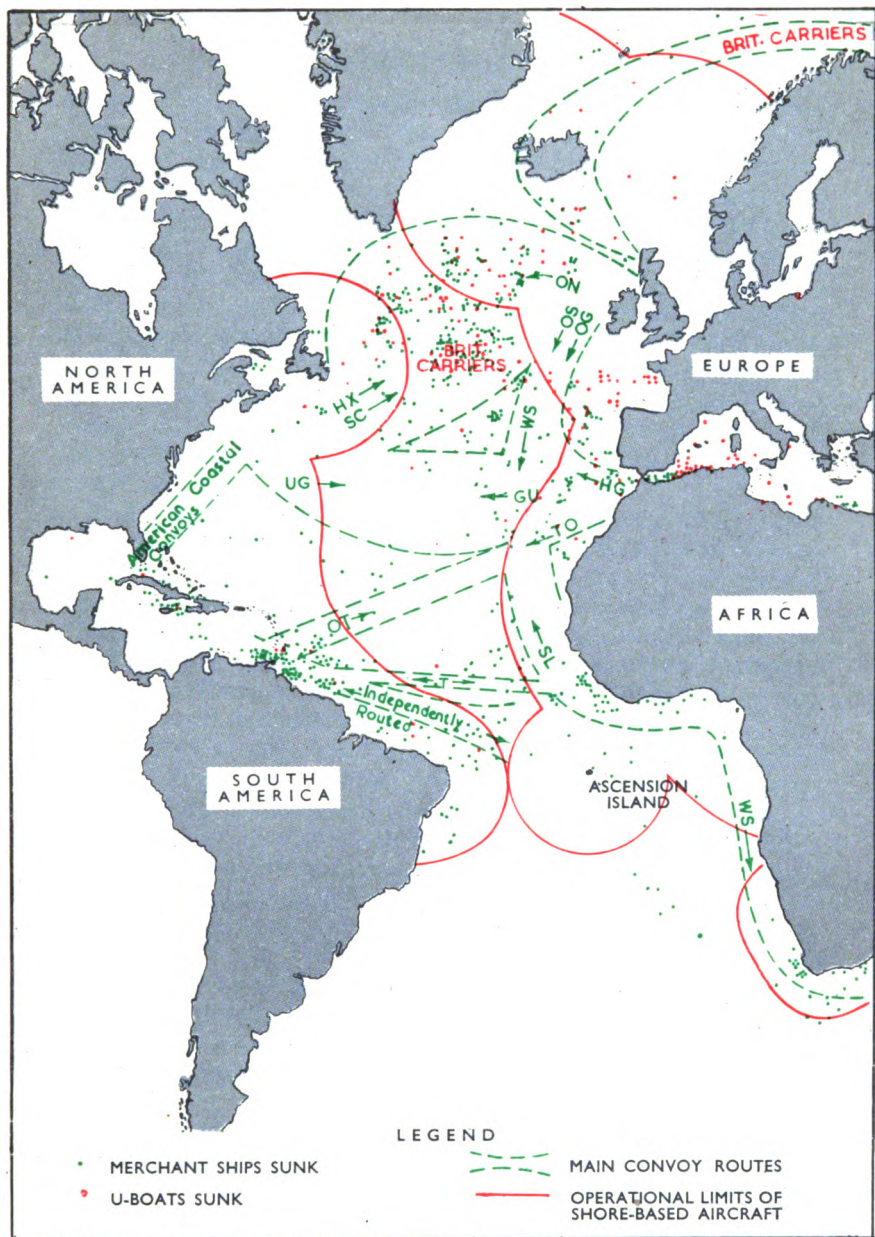 BRIT. CARRIERS
ON
OG
OS
NORTH
AMERICA
BRIT.
CARRIERS
EUROPE
HX
SC
WS
UG
GU
HG
American Coastal
Convoys
TO
OT
AFRICA
SL
T
Independently
Routed
SOUTH
AMERICA
ASCENSION
ISLAND
WS
LEGEND
MERCHANT SHIPS SUNK
MAIN CONVOY ROUTES
U-BOATS SUNK
OPERATIONAL LIMITS OF
SHORE-BASED AIRCRAFT